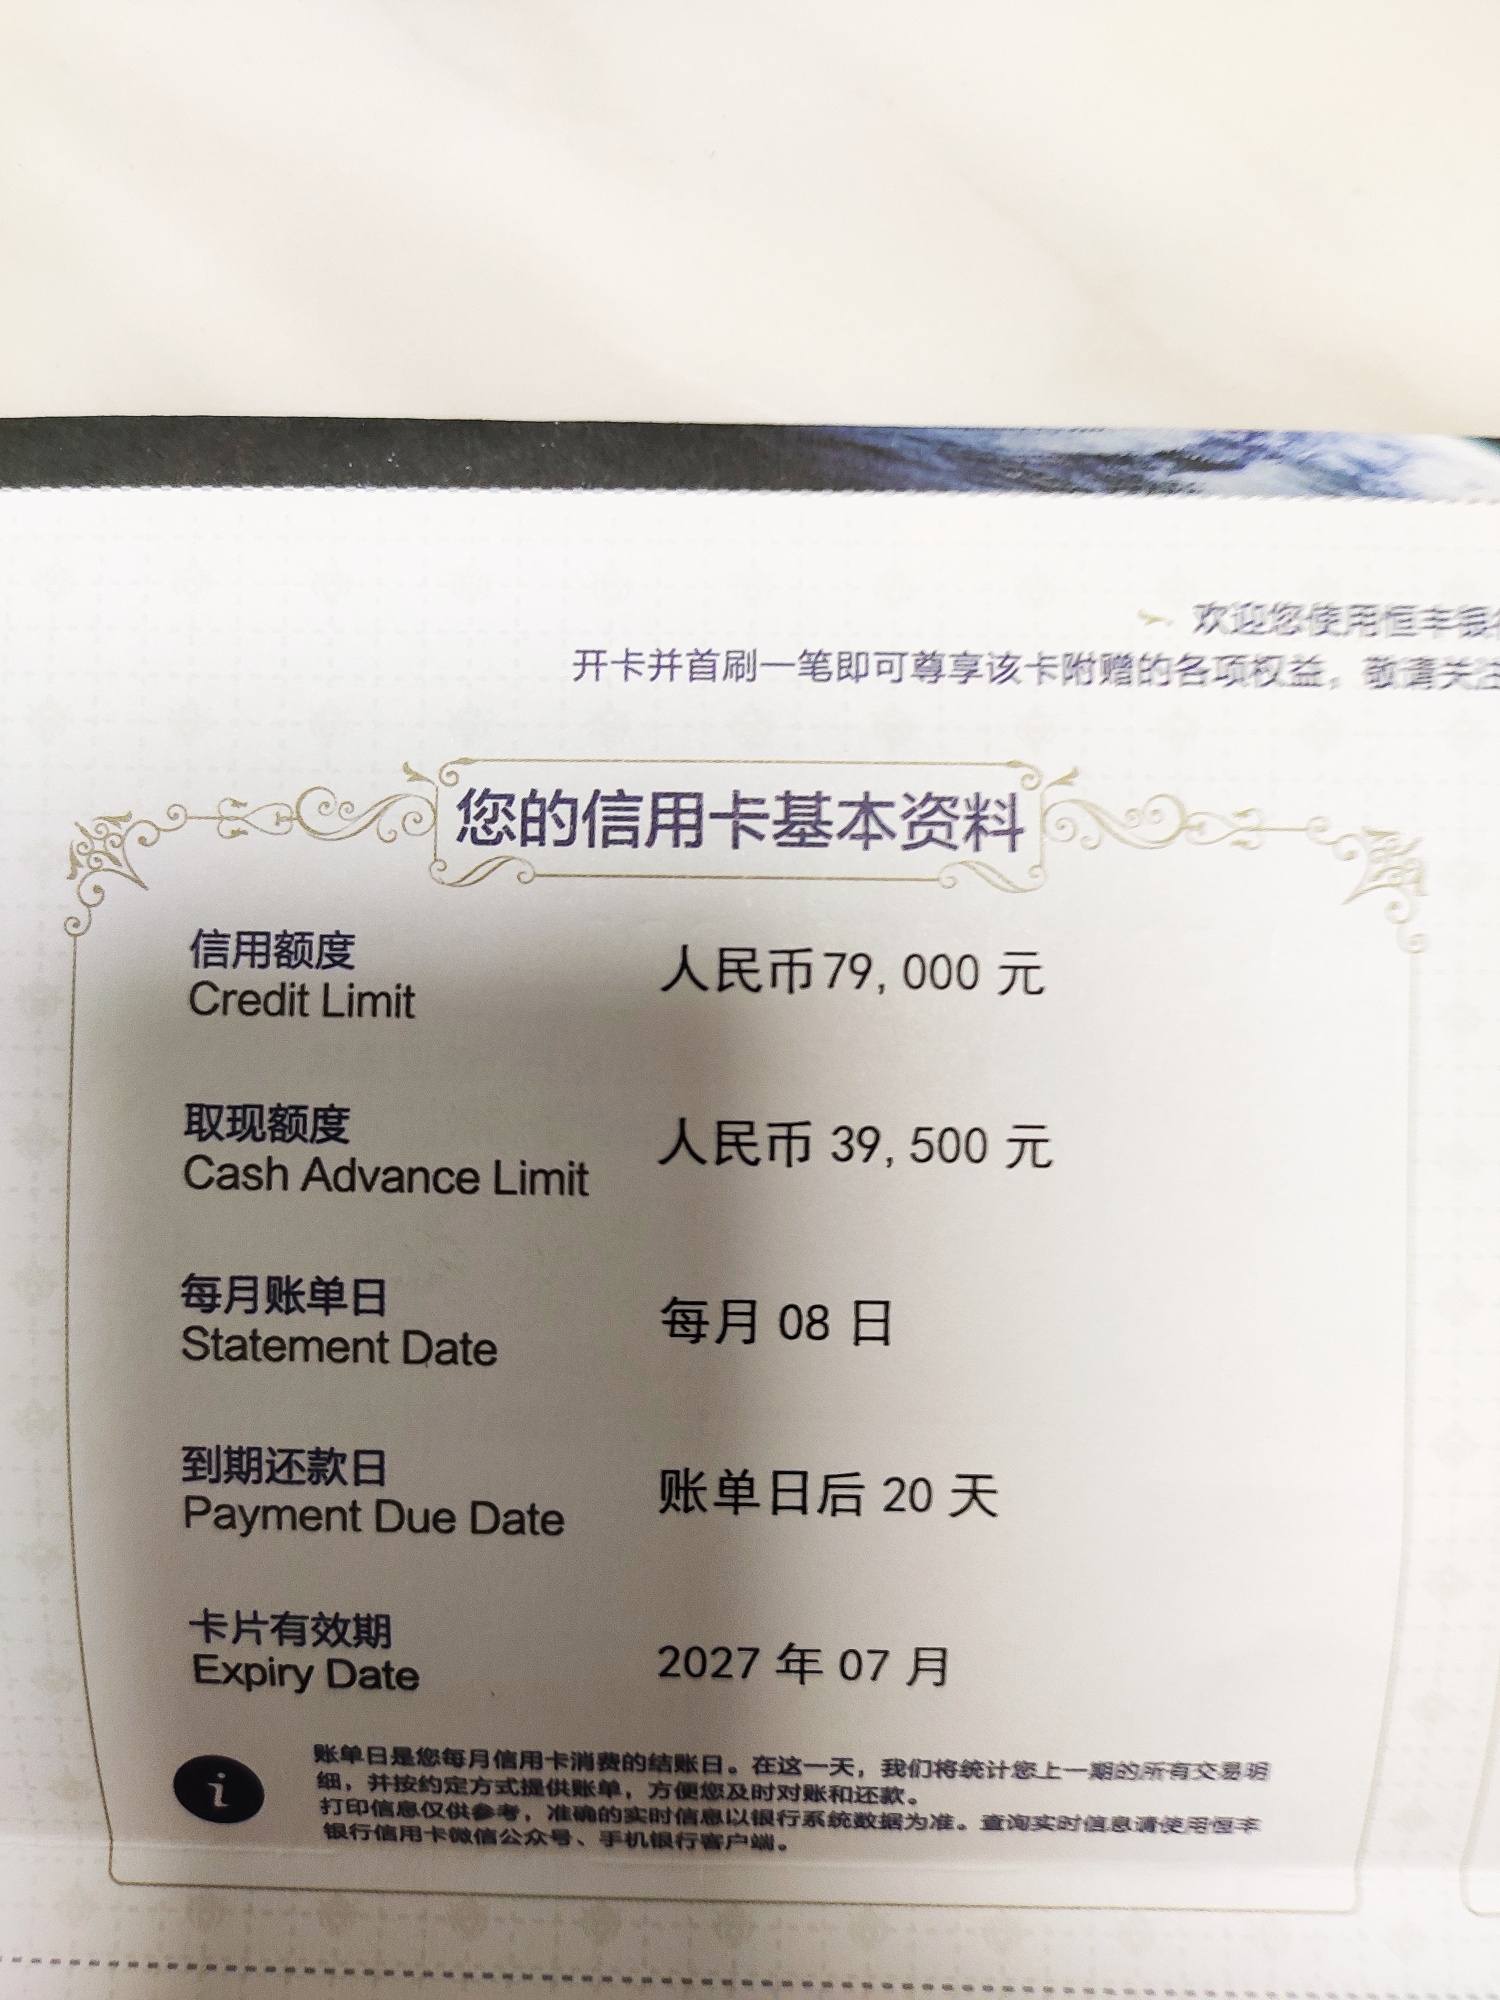 欢迎您使用恒丰银行
开卡并首刷一笔即可尊享该卡附赠的各项权益，敬请关注
您的信用卡基本资料
信用额度
Credit Limit
人民币79,000 元
取现额度
Cash Advance Limit
人民币 39,500 元
每月账单日
Statement Date
每月 08 日
到期还款日
Payment Due Date
账单日后 20 天
卡片有效期
Expiry Date
2027 年 07 月
账单日是您每月信用卡消费的结账日。在这一天，我们将统计您上一期的所有交易明
细，并按约定方式提供账单，方便您及时对账和还款。
打印信息仅供参考，准确的实时信息以银行系统数据为准。查询实时信息请使用恒丰
银行信用卡微信公众号、手机银行客户端。